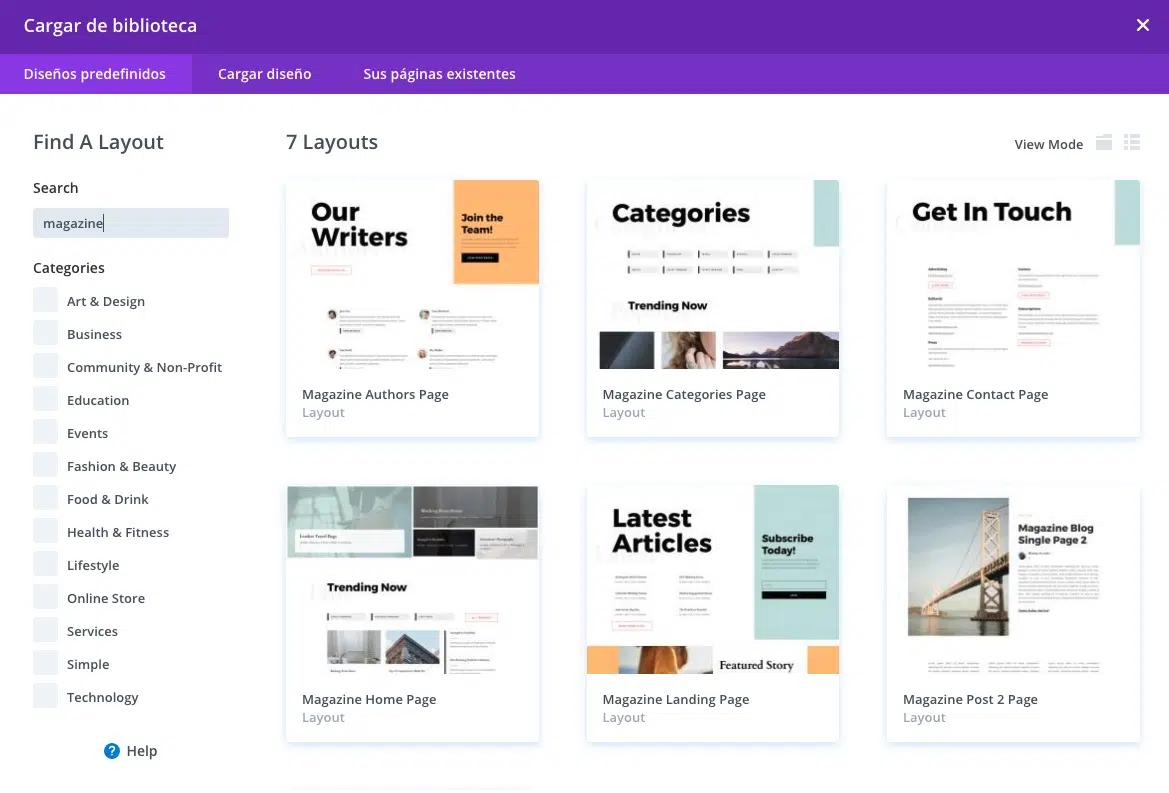 Cargar de biblioteca
Diseños predefinidos
Cargar diseño
Sus páginas existentes
Find A Layout
7 Layouts
View Mode
Search
magazine
Categories
Art & Design
Business
Community & Non-Profit
Education
Events
Fashion & Beauty
Food & Drink
Health & Fitness
Lifestyle
Online Store
Services
Simple
Technology
? Help
Our
Writers
Join the
Team!
Magazine Authors Page
Layout
Categories
Trending Now
Magazine Categories Page
Layout
Get In Touch
Magazine Contact Page
Layout
Trending Now
Magazine Home Page
Layout
Latest
Articles
Subscribe
Today!
Featured Story
Magazine Landing Page
Layout
Magazine Blog
Single Page 2
Magazine Post 2 Page
Layout